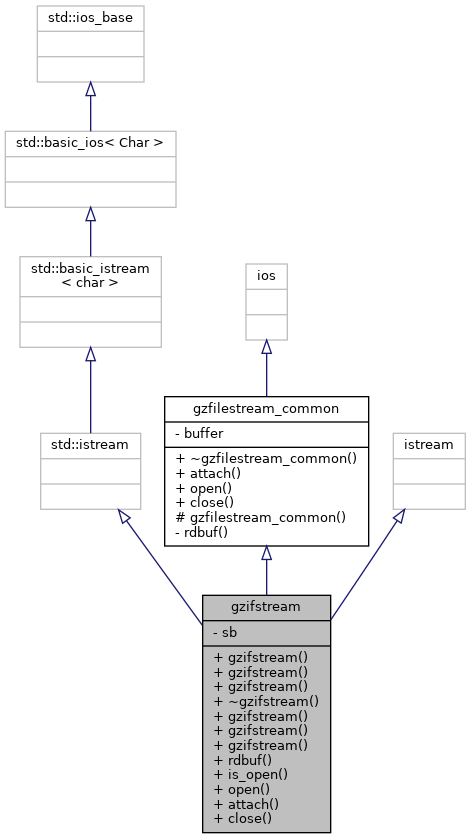 std::ios_base
std::basic_ios< Char >
std::basic_istream
< char >
ios
gzfilestream_common
- buffer
+ ~gzfilestream_common()
+ attach()
+ open()
+ close()
# gzfilestream_common()
- rdbuf()
std::istream
istream
gzifstream
- sb
+ gzifstream()
+ gzifstream()
+ gzifstream()
+ ~gzifstream()
+ gzifstream()
+ gzifstream()
+ gzifstream()
+ rdbuf()
+ is_open()
+ open()
+ attach()
+ close()